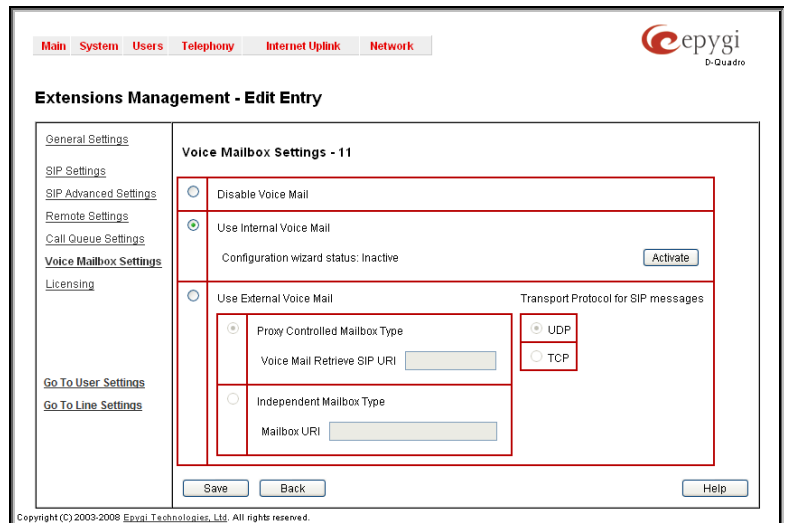 Main System Users Telephony Internet Uplink Network
epygi
D-Quadro
Extensions Management - Edit Entry
General Settings
SIP Settings
SIP Advanced Settings
Remote Settings
Call Queue Settings
Voice Mailbox Settings
Licensing
Go To User Settings
Go To Line Settings
Voice Mailbox Settings - 11
Disable Voice Mail
Use Internal Voice Mail
Configuration wizard status: Inactive
Activate
Use External Voice Mail
Transport Protocol for SIP messages
Proxy Controlled Mailbox Type
UDP
Voice Mail Retrieve SIP URI
TCP
Independent Mailbox Type
Mailbox URI
Save Back Help
Copyright (C) 2003-2008 Epygi Technologies, Ltd. All rights reserved.